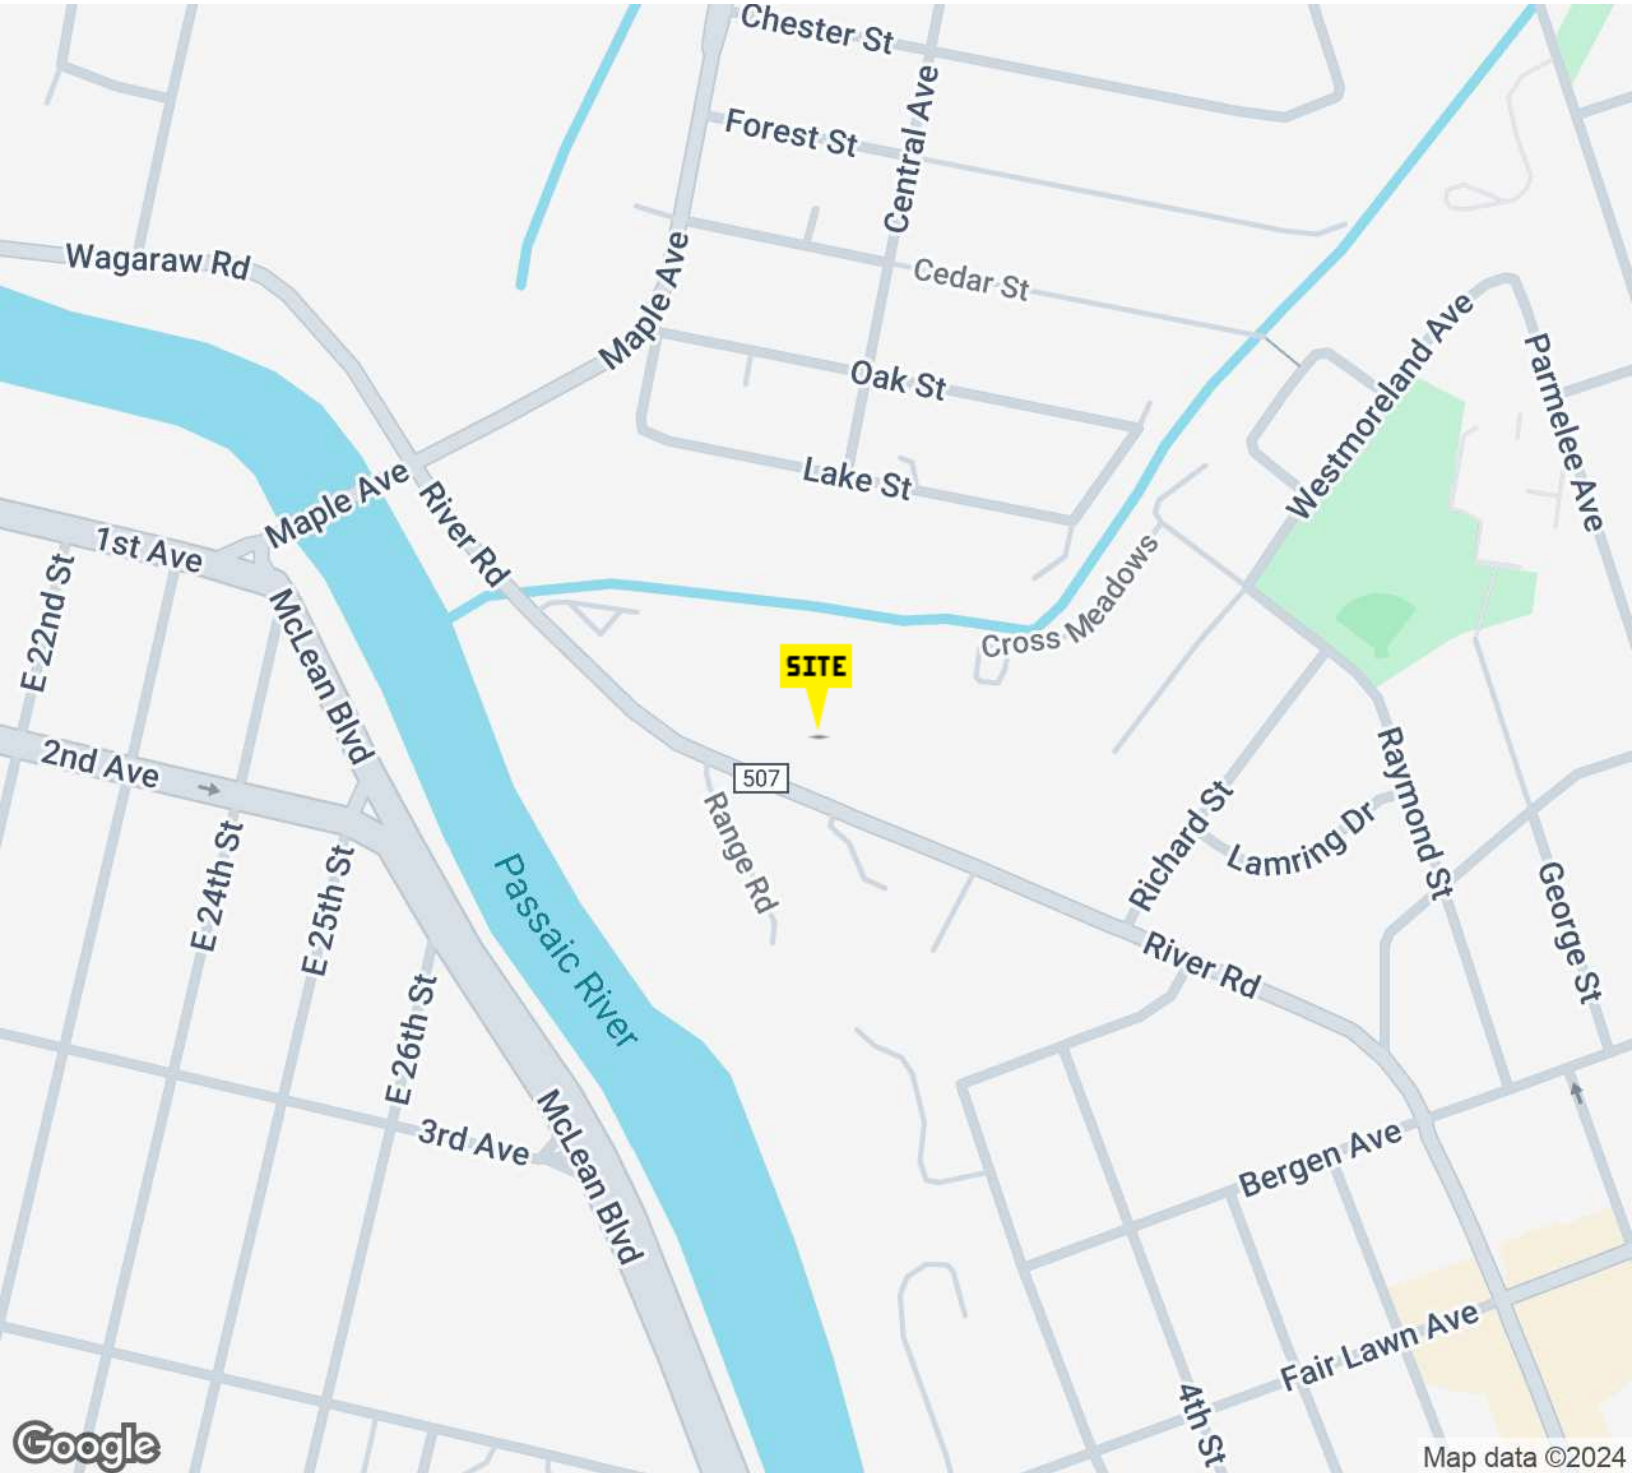 Chester St
Forest St
Central Ave
Wagaraw Rd
Maple Ave
Cedar St
Westmoreland Ave
Parmelee Ave
Oak St
Lake St
Maple Ave
River Rd
1st Ave
E 22nd St
McLean Blvd
Cross Meadows
SITE
2nd Ave
507
Range Rd
Richard St
Lamring Dr
Raymond St
E 24th St
E 25th St
Passaic River
George St
River Rd
E 26th St
3rd Ave
McLean Blvd
Bergen Ave
Fair Lawn Ave
4th St
Google
Map data ©2024